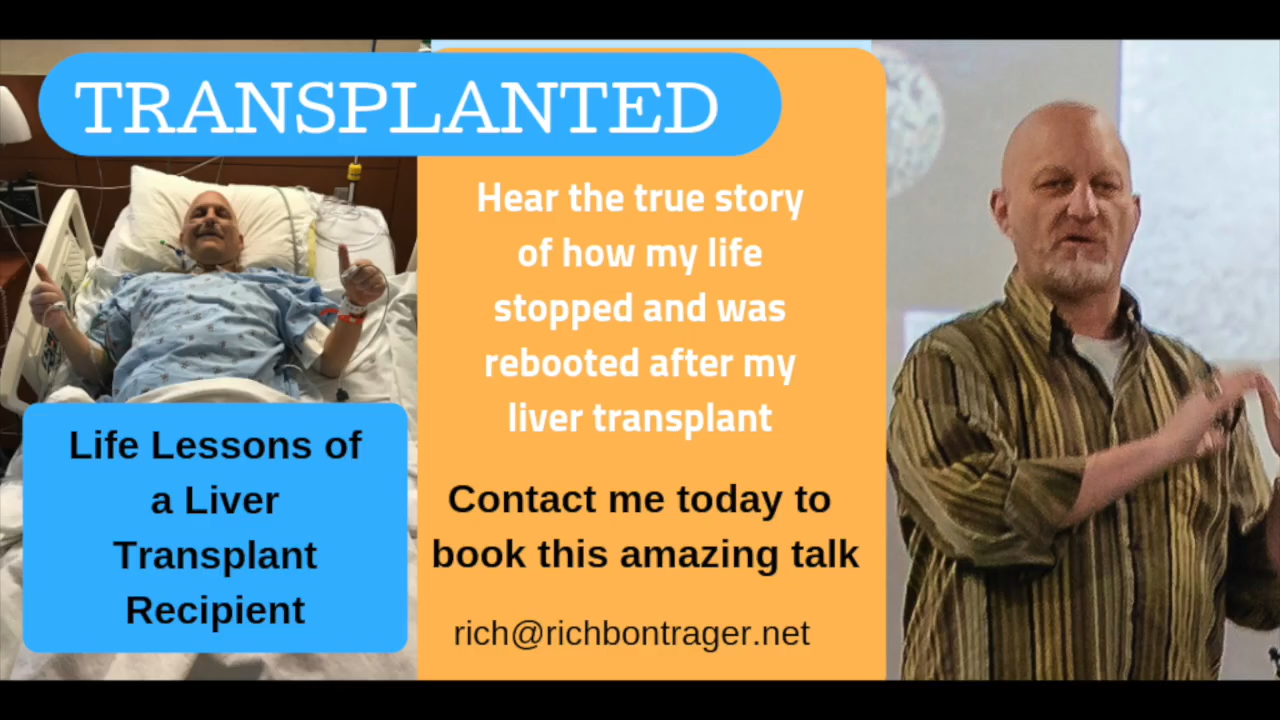 TRANSPLANTED
Hear the true story
of how my life
stopped and was
rebooted after my
liver transplant
Life Lessons of
a Liver
Transplant
Recipient
Contact me today to
book this amazing talk
rich@richbontrager.net